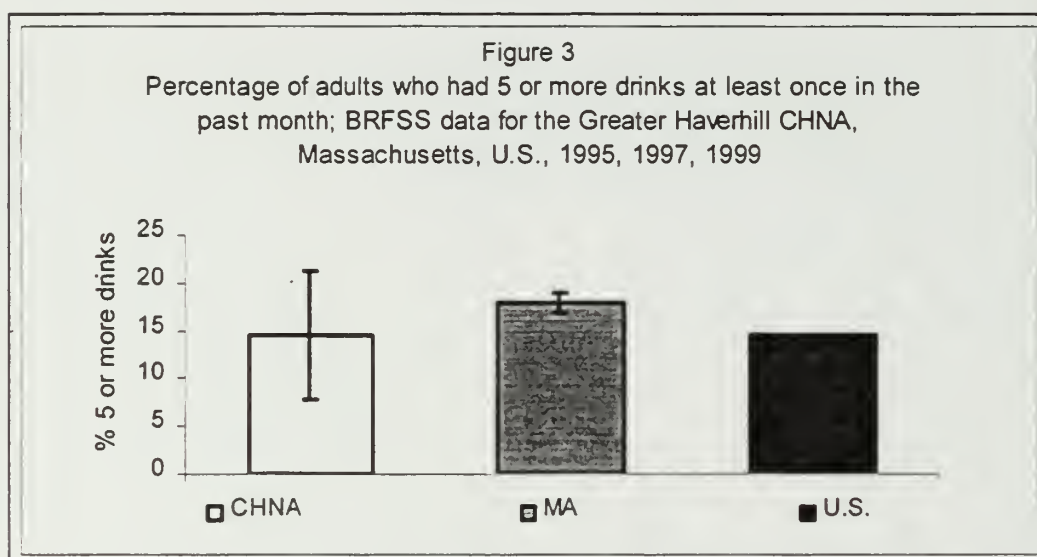 Figure 3
Percentage of adults who had 5 or more drinks at least once in the
past month; BRFSS data for the Greater Haverhill CHNA,
Massachusetts, U.S., 1995, 1997, 1999
% 5 or more drinks
25
20
15
10
5
0
CHNA
MA
U.S.